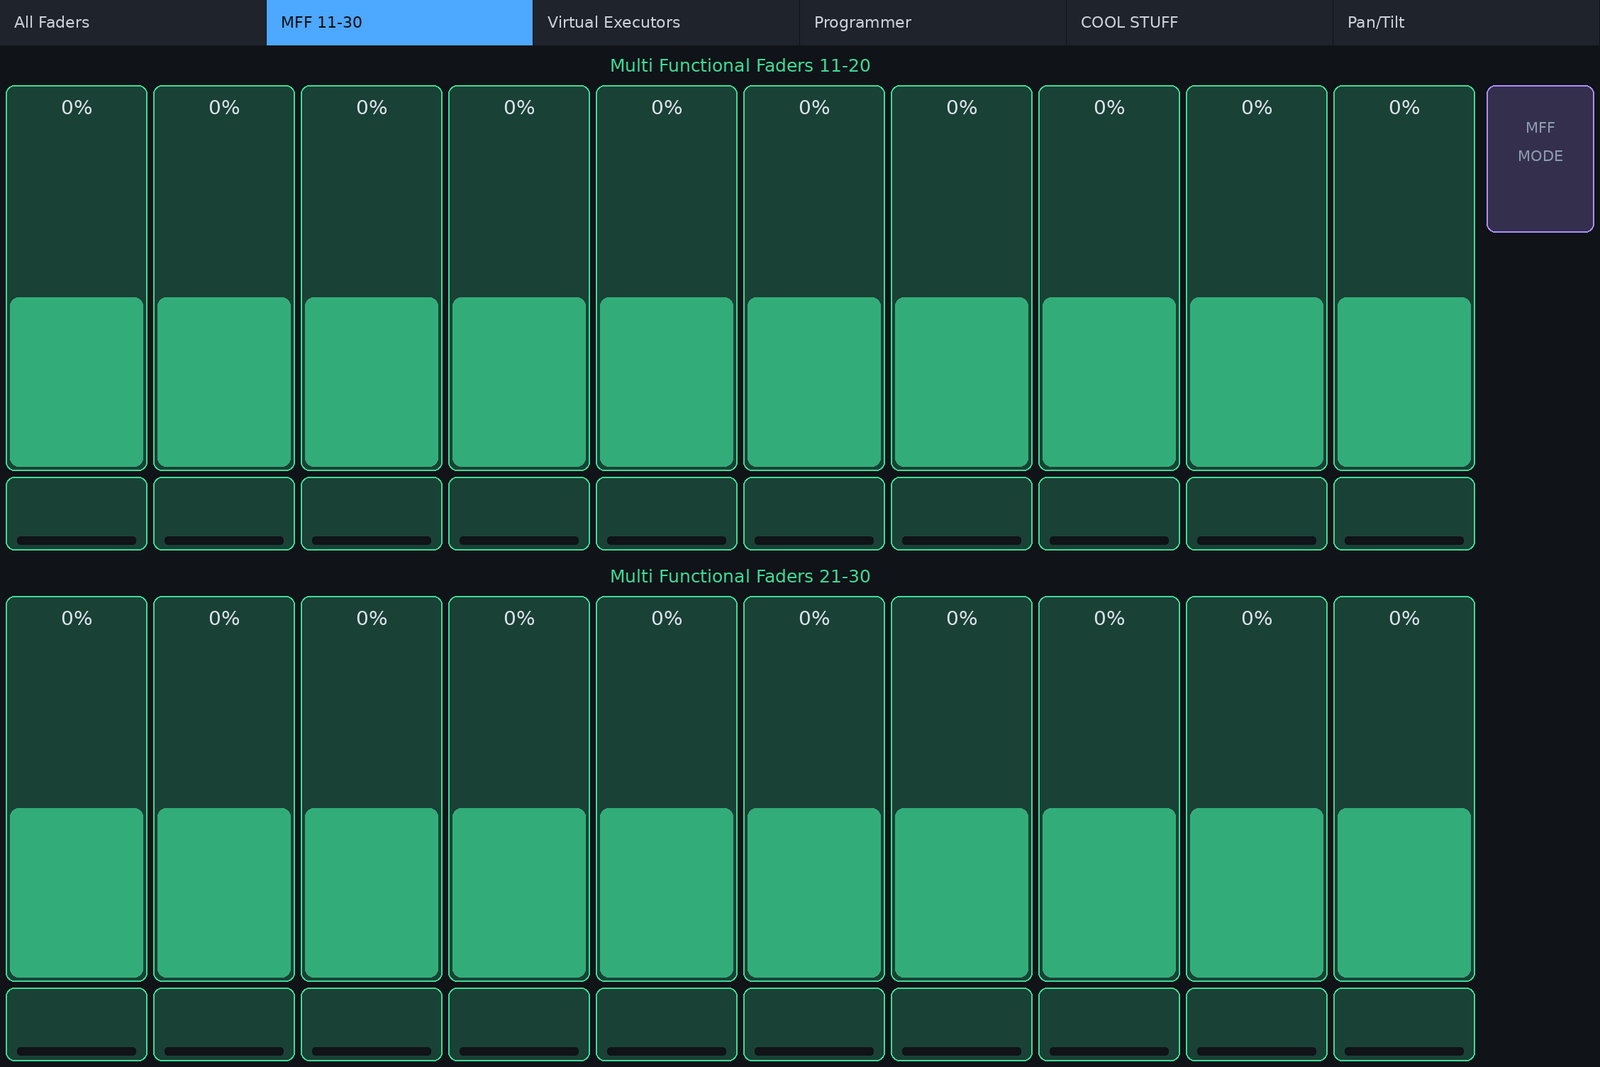 All Faders MFF 11-30 Virtual Executors Programmer COOL STUFF Pan/Tilt
Multi Functional Faders 11-20
0% 0% 0% 0% 0% 0% 0% 0% 0% 0%
MFF
MODE
Multi Functional Faders 21-30
0% 0% 0% 0% 0% 0% 0% 0% 0% 0%